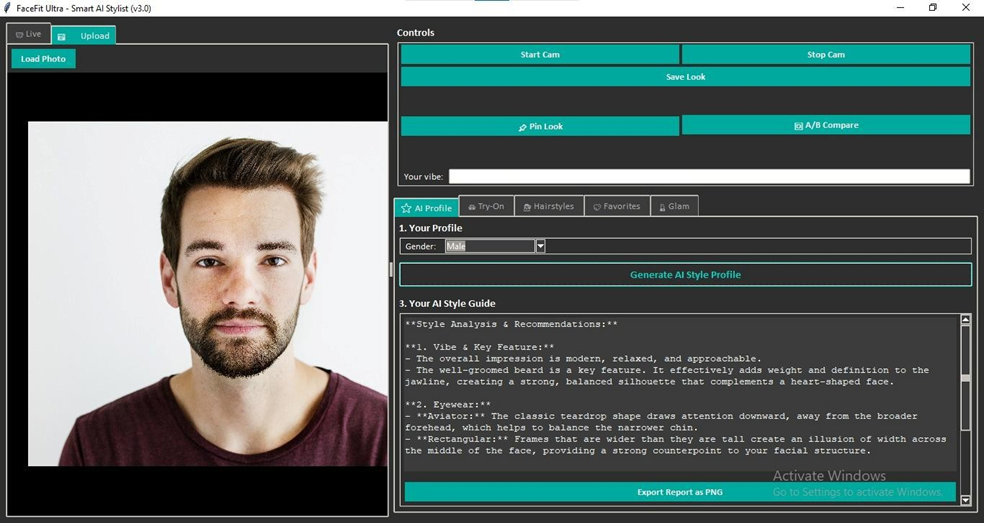 FaceFit Ultra - Smart AI Stylist (v3.0)
Live
Upload
Load Photo
Controls
Start Cam
Stop Cam
Save Look
Pin Look
A/B Compare
Your vibe:
AI Profile
Try-On
Hairstyles
Favorites
Glam
1. Your Profile
Gender:
Male
Generate AI Style Profile
3. Your AI Style Guide
**Style Analysis & Recommendations:**
**1. Vibe & Key Feature:**
- The overall impression is modern, relaxed, and approachable.
- The well-groomed beard is a key feature. It effectively adds weight and definition to the
jawline, creating a strong, balanced silhouette that complements a heart-shaped face.
**2. Eyewear:**
- **Aviator:** The classic teardrop shape draws attention downward, away from the broader
forehead, which helps to balance the narrower chin.
- **Rectangular:** Frames that are wider than they are tall create an illusion of width across
the middle of the face, providing a strong counterpoint to your facial structure.
Activate Windows
Go to Settings to activate Windows.
Export Report as PNG